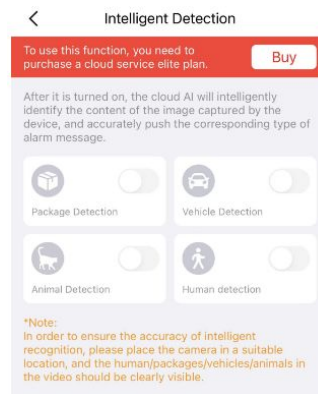 Intelligent Detection
To use this function, you need to
purchase a cloud service elite plan.
Buy
After it is turned on, the cloud AI will intelligently
identify the content of the image captured by the
device, and accurately push the corresponding type of
alarm message.
Package Detection
Vehicle Detection
Animal Detection
Human detection
*Note:
In order to ensure the accuracy of intelligent
recognition, please place the camera in a suitable
location, and the human/packages/vehicles/animals in
the video should be clearly visible.